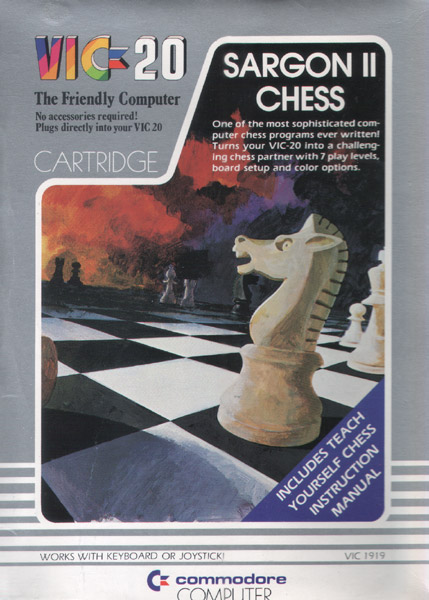 VIC-20
The Friendly Computer
No accessories required!
Plugs directly into your VIC 20
CARTRIDGE
SARGON II
CHESS
One of the most sophisticated com-
puter chess programs ever written!
Turns your VIC-20 into a challeng-
ing chess partner with 7 play levels,
board setup and color options.
INCLUDES TEACH
YOURSELF CHESS
INSTRUCTION
MANUAL
WORKS WITH KEYBOARD OR JOYSTICK!
VIC 1919
commodore
COMPUTER